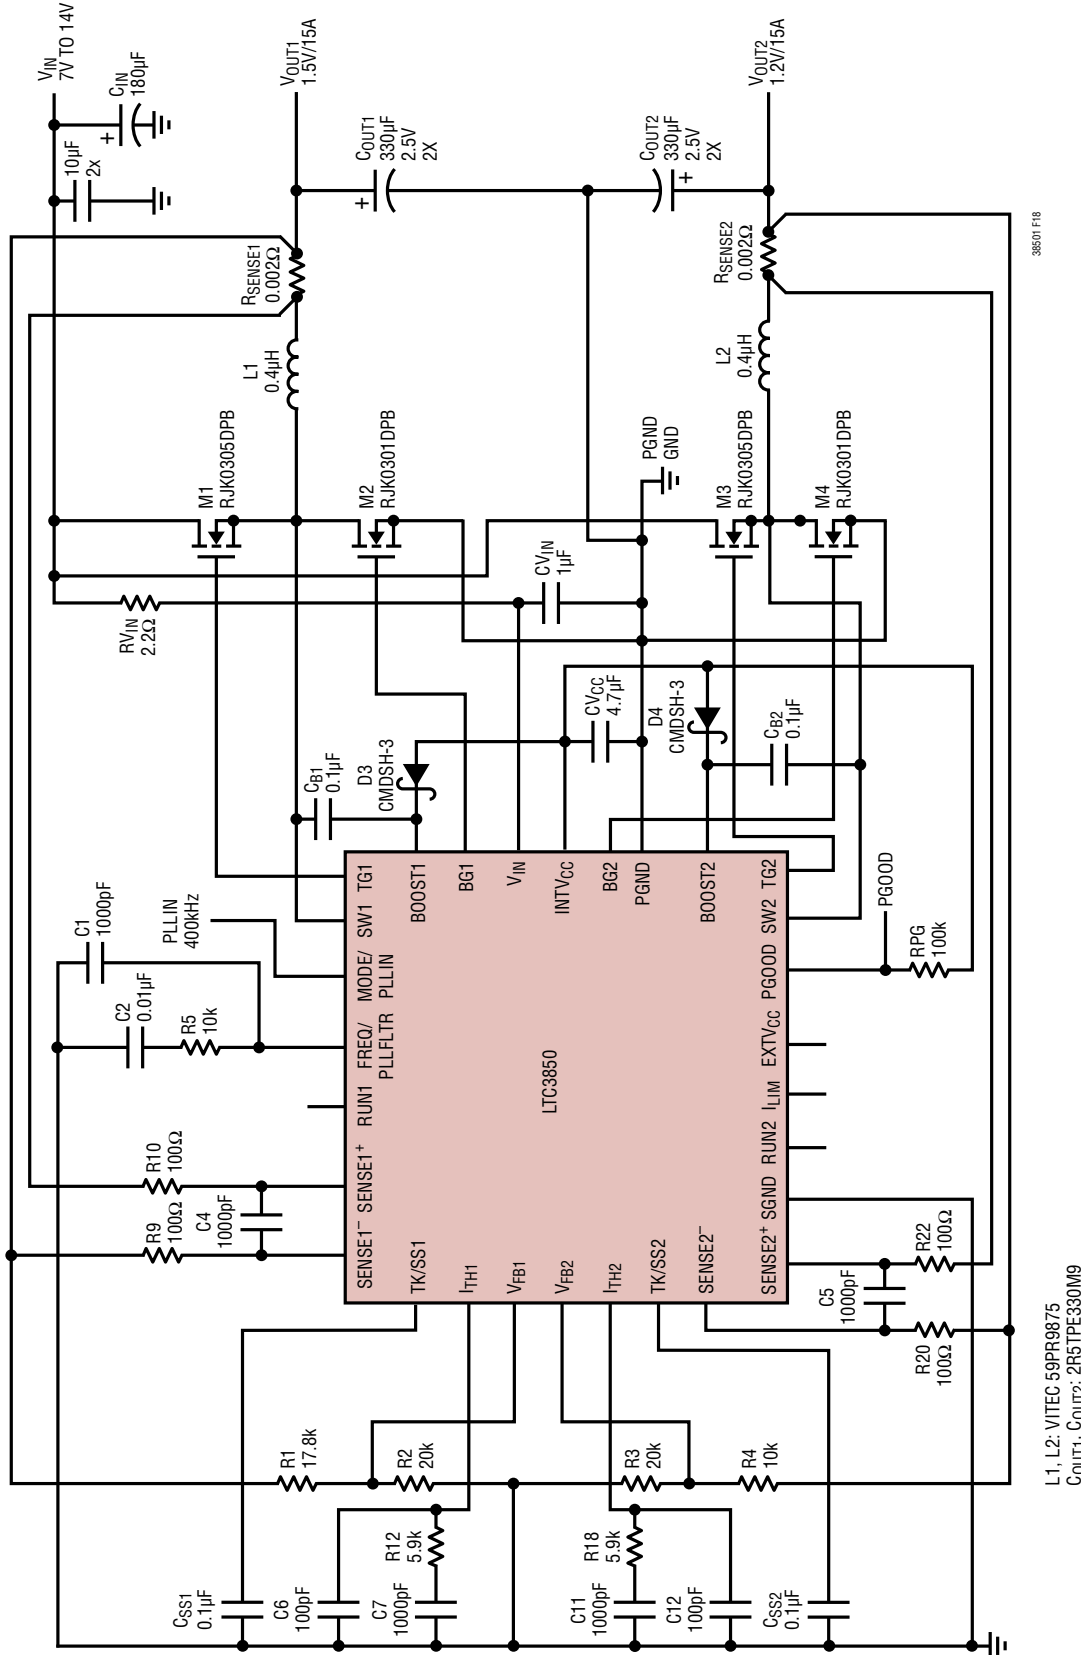 VIN
7V TO 14V
10µF
2x
CIN
180µF
+
RVIN
2.2Ω
M1
RJK0305DPB
L1
0.4µH
RSENSE1
0.002Ω
VOUT1
1.5V/15A
COUT1
330µF
2.5V
2X
+
M2
RJK0301DPB
CVIN
1µF
PGND
GND
COUT2
330µF
2.5V
2X
+
M3
RJK0305DPB
L2
0.4µH
RSENSE2
0.002Ω
VOUT2
1.2V/15A
M4
RJK0301DPB
CB1
0.1µF
D3
CMDSH-3
CVCC
4.7µF
D4
CMDSH-3
CB2
0.1µF
C1
1000pF
C2
0.01µF
R5
10k
PLLIN
400kHz
R10
100Ω
R9
100Ω
C4
1000pF
SENSE1–
SENSE1+
RUN1
FREQ/
PLLFLTR
MODE/
PLLIN
SW1
TG1
BOOST1
BG1
VIN
INTVCC
BG2
PGND
BOOST2
LTC3850
TK/SS1
ITH1
VFB1
VFB2
ITH2
TK/SS2
SENSE2–
SENSE2+
SGND
RUN2
ILIM
EXTVCC
PGOOD
SW2
TG2
PGOOD
RPG
100k
C5
1000pF
R22
100Ω
R20
100Ω
R1
17.8k
R2
20k
R3
20k
R4
10k
CSS1
0.1µF
C6
100pF
C7
1000pF
R12
5.9k
C11
1000pF
R18
5.9k
C12
100pF
CSS2
0.1µF
L1, L2: VITEC 59PR9875
COUT1, COUT2: 2R5TPE330M9
38501 F18